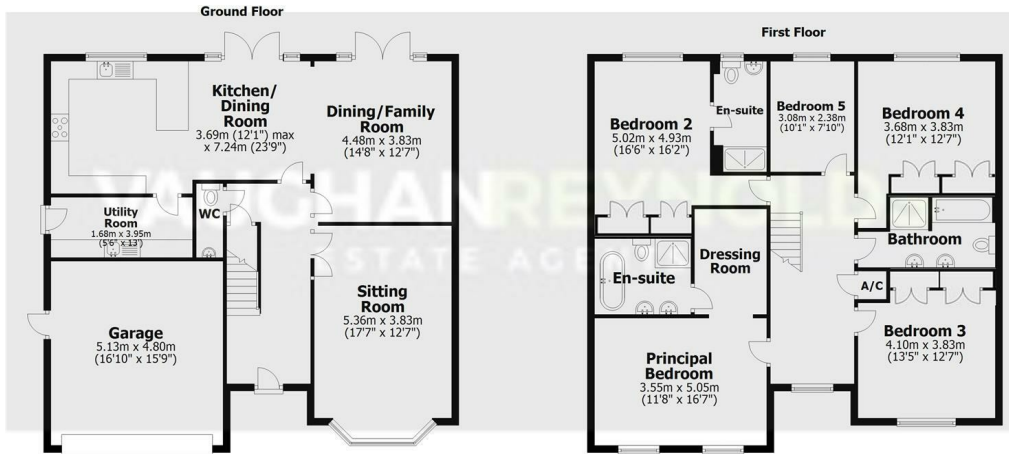 Ground Floor
Kitchen/
Dining
Room
3.69m (12'1") max
x 7.24m (23'9")
Dining/Family
Room
4.48m x 3.83m
(14'8" x 12'7")
Utility
Room
1.68m x 3.95m
(5'6" x 13')
WC
Garage
5.13m x 4.80m
(16'10" x 15'9")
Sitting
Room
5.36m x 3.83m
(17'7" x 12'7")
First Floor
Bedroom 2
5.02m x 4.93m
(16'6" x 16'2")
En-suite
Bedroom 5
3.08m x 2.38m
(10'1" x 7'10")
Bedroom 4
3.68m x 3.83m
(12'1" x 12'7")
En-suite
Dressing
Room
Bathroom
A/C
Principal
Bedroom
3.55m x 5.05m
(11'8" x 16'7")
Bedroom 3
4.10m x 3.83m
(13'5" x 12'7")
VAUGHANREYNOLD
ESTATE AGE